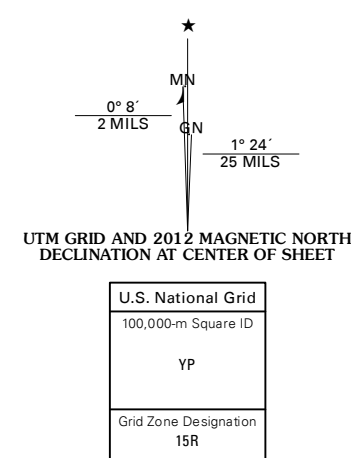 ★
MN
0° 8´
2 MILS
GN
1° 24´
25 MILS
UTM GRID AND 2012 MAGNETIC NORTH
DECLINATION AT CENTER OF SHEET
U.S. National Grid
100,000-m Square ID
YP
Grid Zone Designation
15R